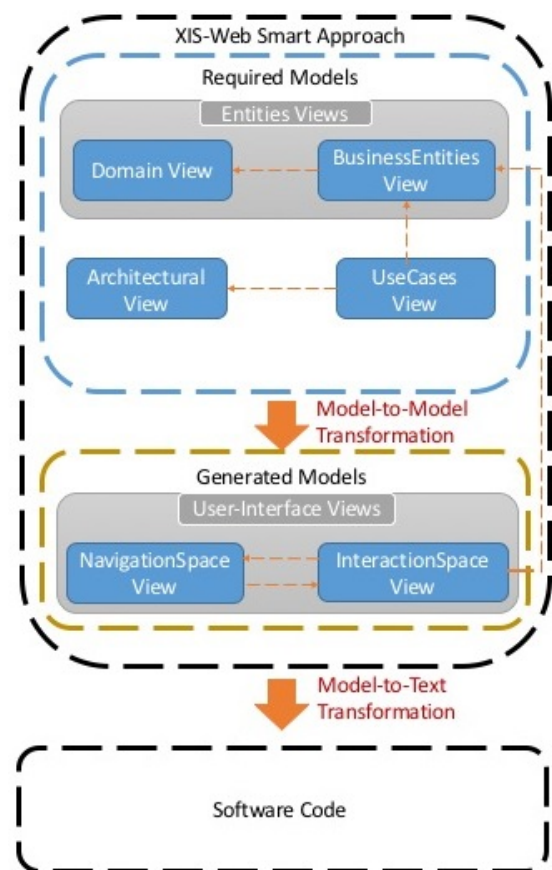 XIS-Web Smart Approach
Required Models
Entities Views
Domain View
BusinessEntities
View
Architectural
View
UseCases
View
Model-to-Model
Transformation
Generated Models
User-Interface Views
NavigationSpace
View
InteractionSpace
View
Model-to-Text
Transformation
Software Code